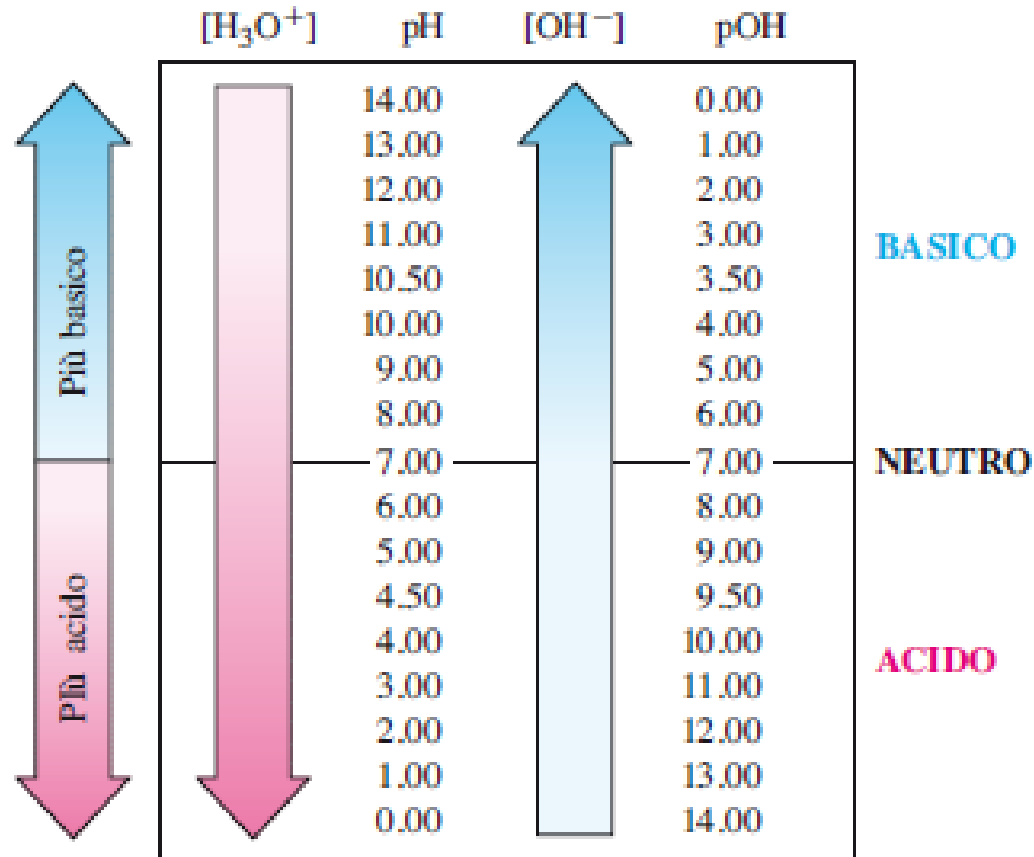 [H₃O⁺] pH [OH⁻] pOH
14.00 0.00
13.00 1.00
12.00 2.00
11.00 3.00
BASICO
10.50 3.50
10.00 4.00
9.00 5.00
8.00 6.00
7.00 7.00 NEUTRO
6.00 8.00
5.00 9.00
4.50 9.50
4.00 10.00
ACIDO
3.00 11.00
2.00 12.00
1.00 13.00
0.00 14.00
Più basico
PIù acido